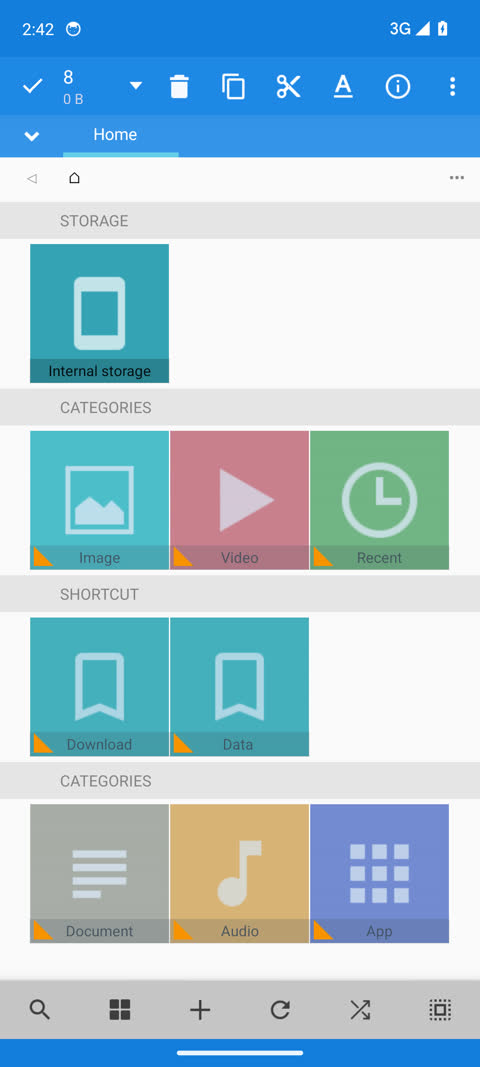 2:42
3G
8
0 B
A
Home
STORAGE
Internal storage
CATEGORIES
Image
Video
Recent
SHORTCUT
Download
Data
CATEGORIES
Document
Audio
App